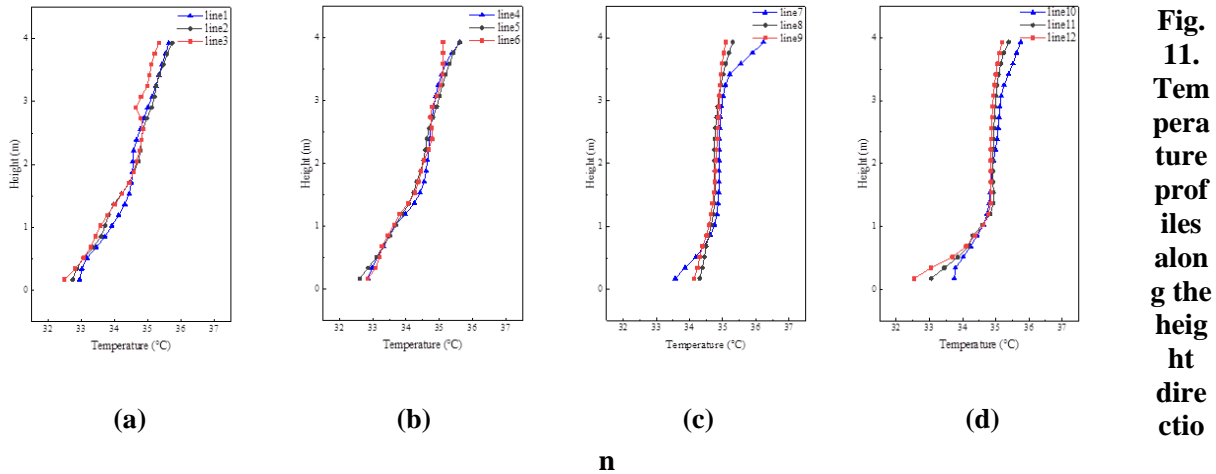 line1
line2
line3
4
3
2
1
0
Height (m)
32 33 34 35 36 37
Temperature (°C)
(a)
line4
line5
line6
4
3
2
1
0
Height (m)
32 33 34 35 36 37
Temperature (°C)
(b)
line7
line8
line9
4
3
2
1
0
Height (m)
32 33 34 35 36 37
Temperature (°C)
(c)
line10
line11
line12
4
3
2
1
0
Height (m)
32 33 34 35 36 37
Temperature (°C)
(d)
Fig.
11.
Tem
pera
ture
prof
iles
alon
g the
heig
ht
dire
ctio
n